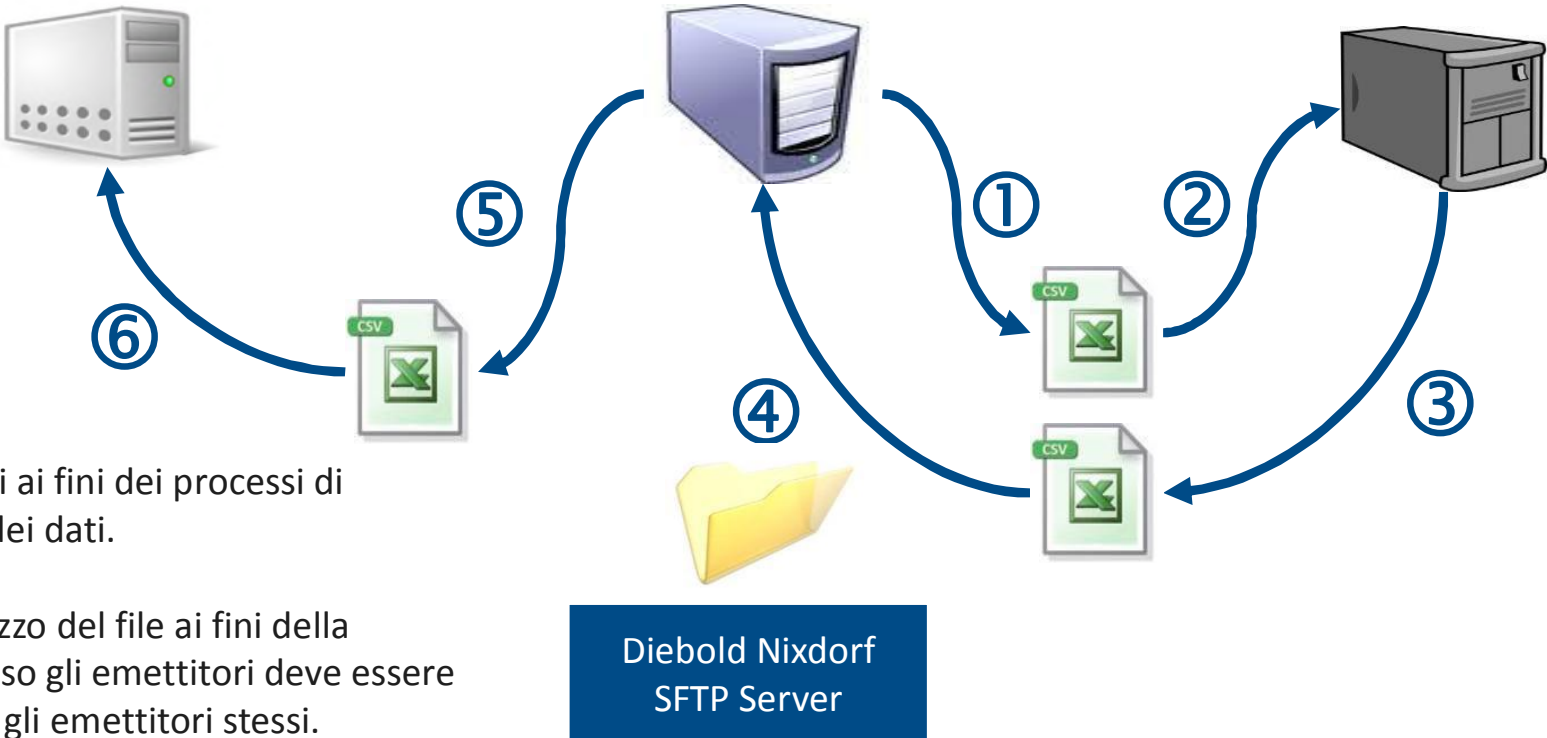 ⑤
①
②
CSV
CSV
⑥
④
③
CSV
i ai fini dei processi di
dei dati.
zzo del file ai fini della
so gli emettitori deve essere
gli emettitori stessi.
Diebold Nixdorf
SFTP Server